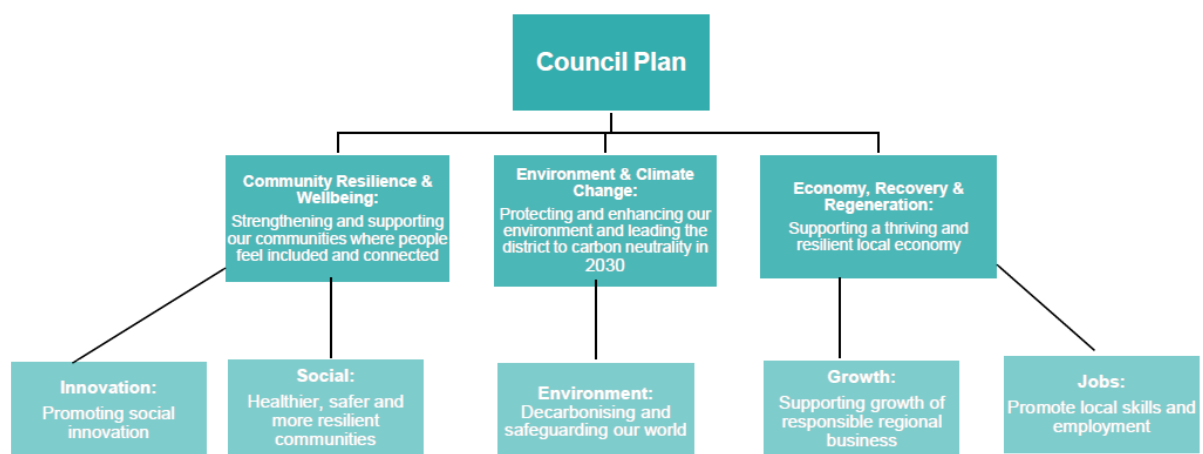 Council Plan
Community Resilience &
Wellbeing:
Strengthening and supporting
our communities where people
feel included and connected
Environment & Climate
Change:
Protecting and enhancing our
environment and leading the
district to carbon neutrality in
2030
Economy, Recovery &
Regeneration:
Supporting a thriving and
resilient local economy
Innovation:
Promoting social
innovation
Social:
Healthier, safer and
more resilient
communities
Environment:
Decarbonising and
safeguarding our world
Growth:
Supporting growth of
responsible regional
business
Jobs:
Promote local skills and
employment